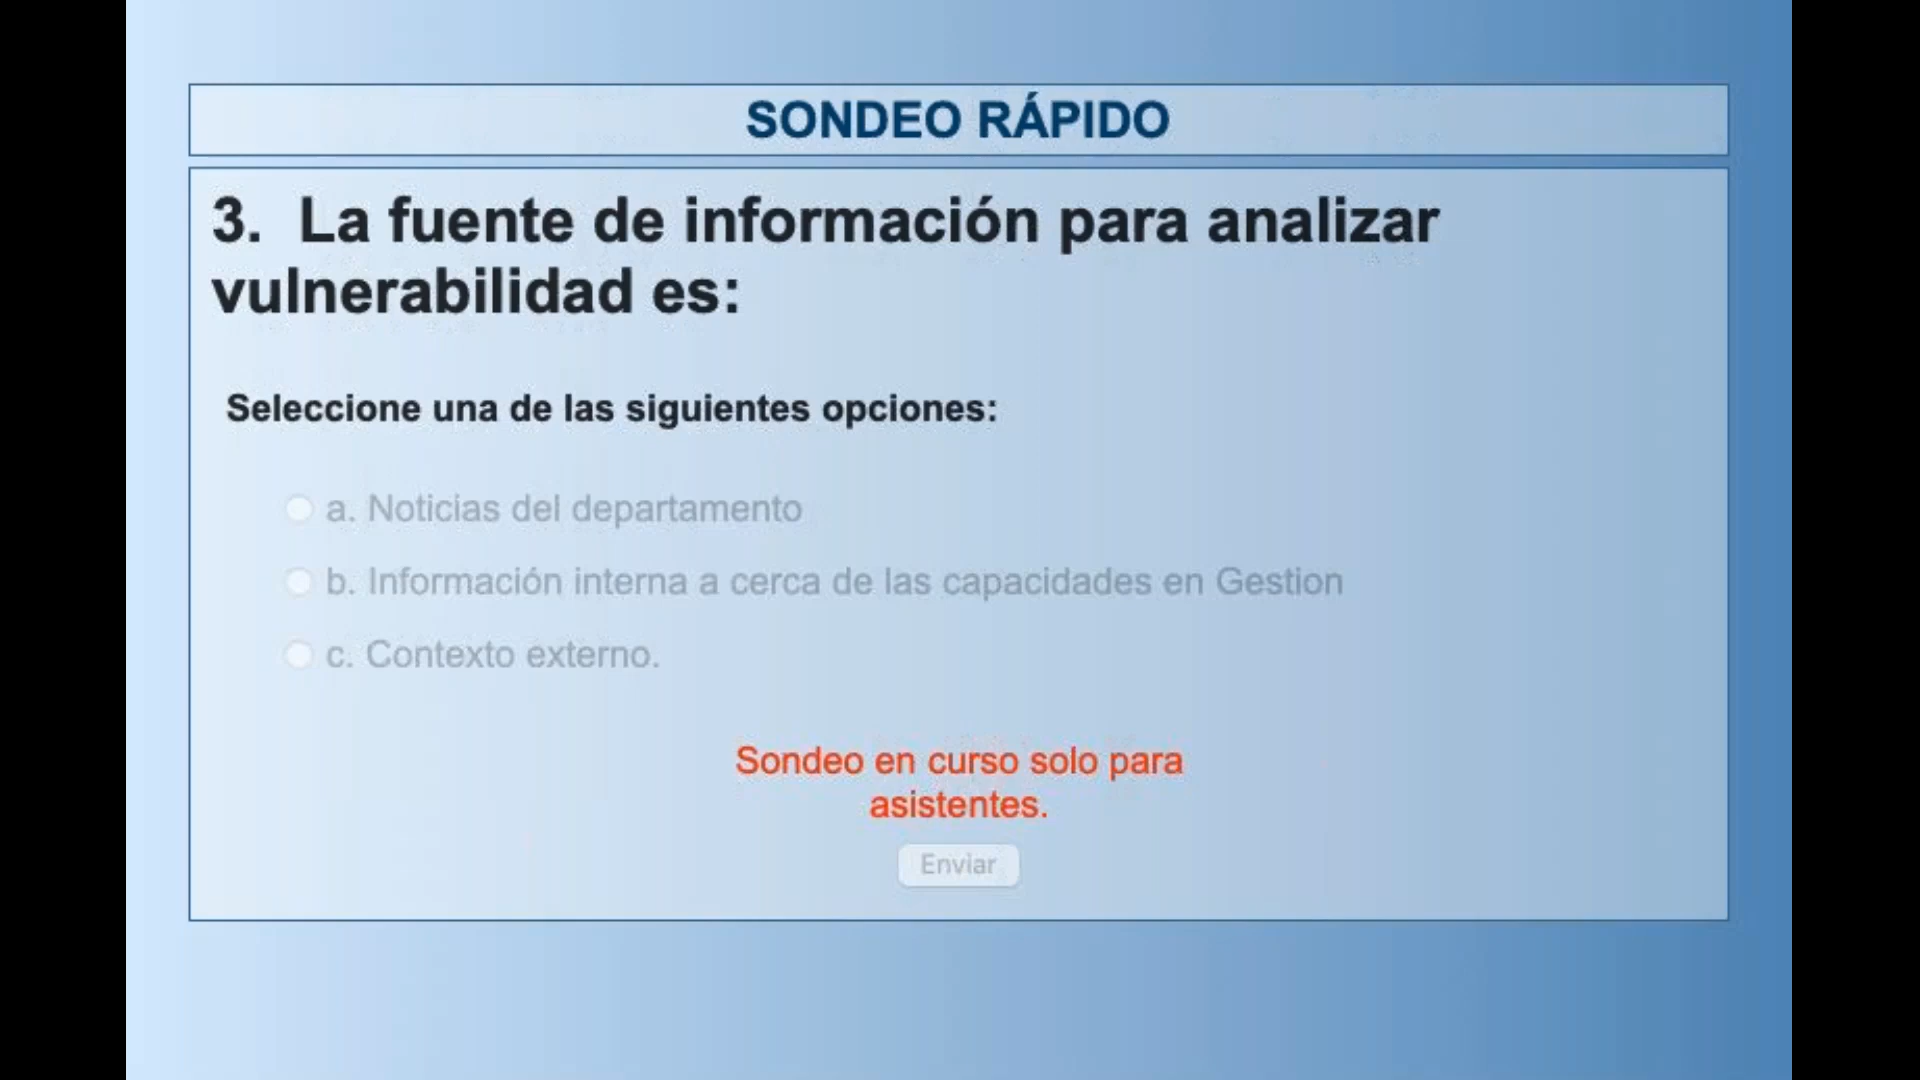 SONDEO RÁPIDO
3. La fuente de información para analizar
vulnerabilidad es:
Seleccione una de las siguientes opciones:
a. Noticias del departamento
b. Información interna a cerca de las capacidades en Gestion
c. Contexto externo.
Sondeo en curso solo para
asistentes.
Enviar